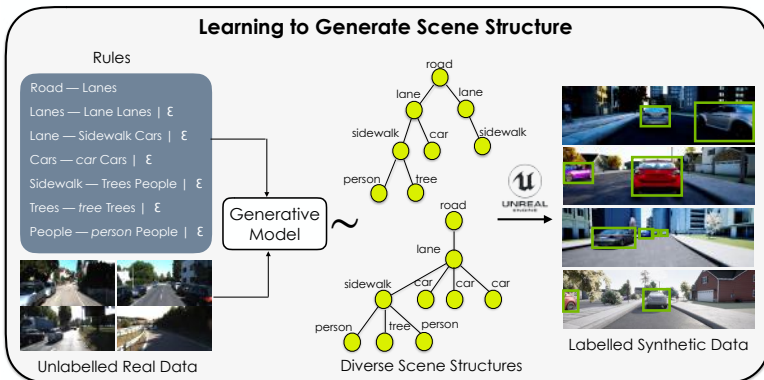 Learning to Generate Scene Structure
Rules
Road — Lanes
Lanes — Lane Lanes | Ɛ
Lane — Sidewalk Cars | Ɛ
Cars — car Cars | Ɛ
Sidewalk — Trees People | Ɛ
Trees — tree Trees | Ɛ
People — person People | Ɛ
Unlabelled Real Data
Generative
Model
~
road
lane
lane
sidewalk
car
sidewalk
person
tree
road
lane
sidewalk
car
car
car
person
tree
person
Diverse Scene Structures
UNREAL
ENGINE
Labelled Synthetic Data